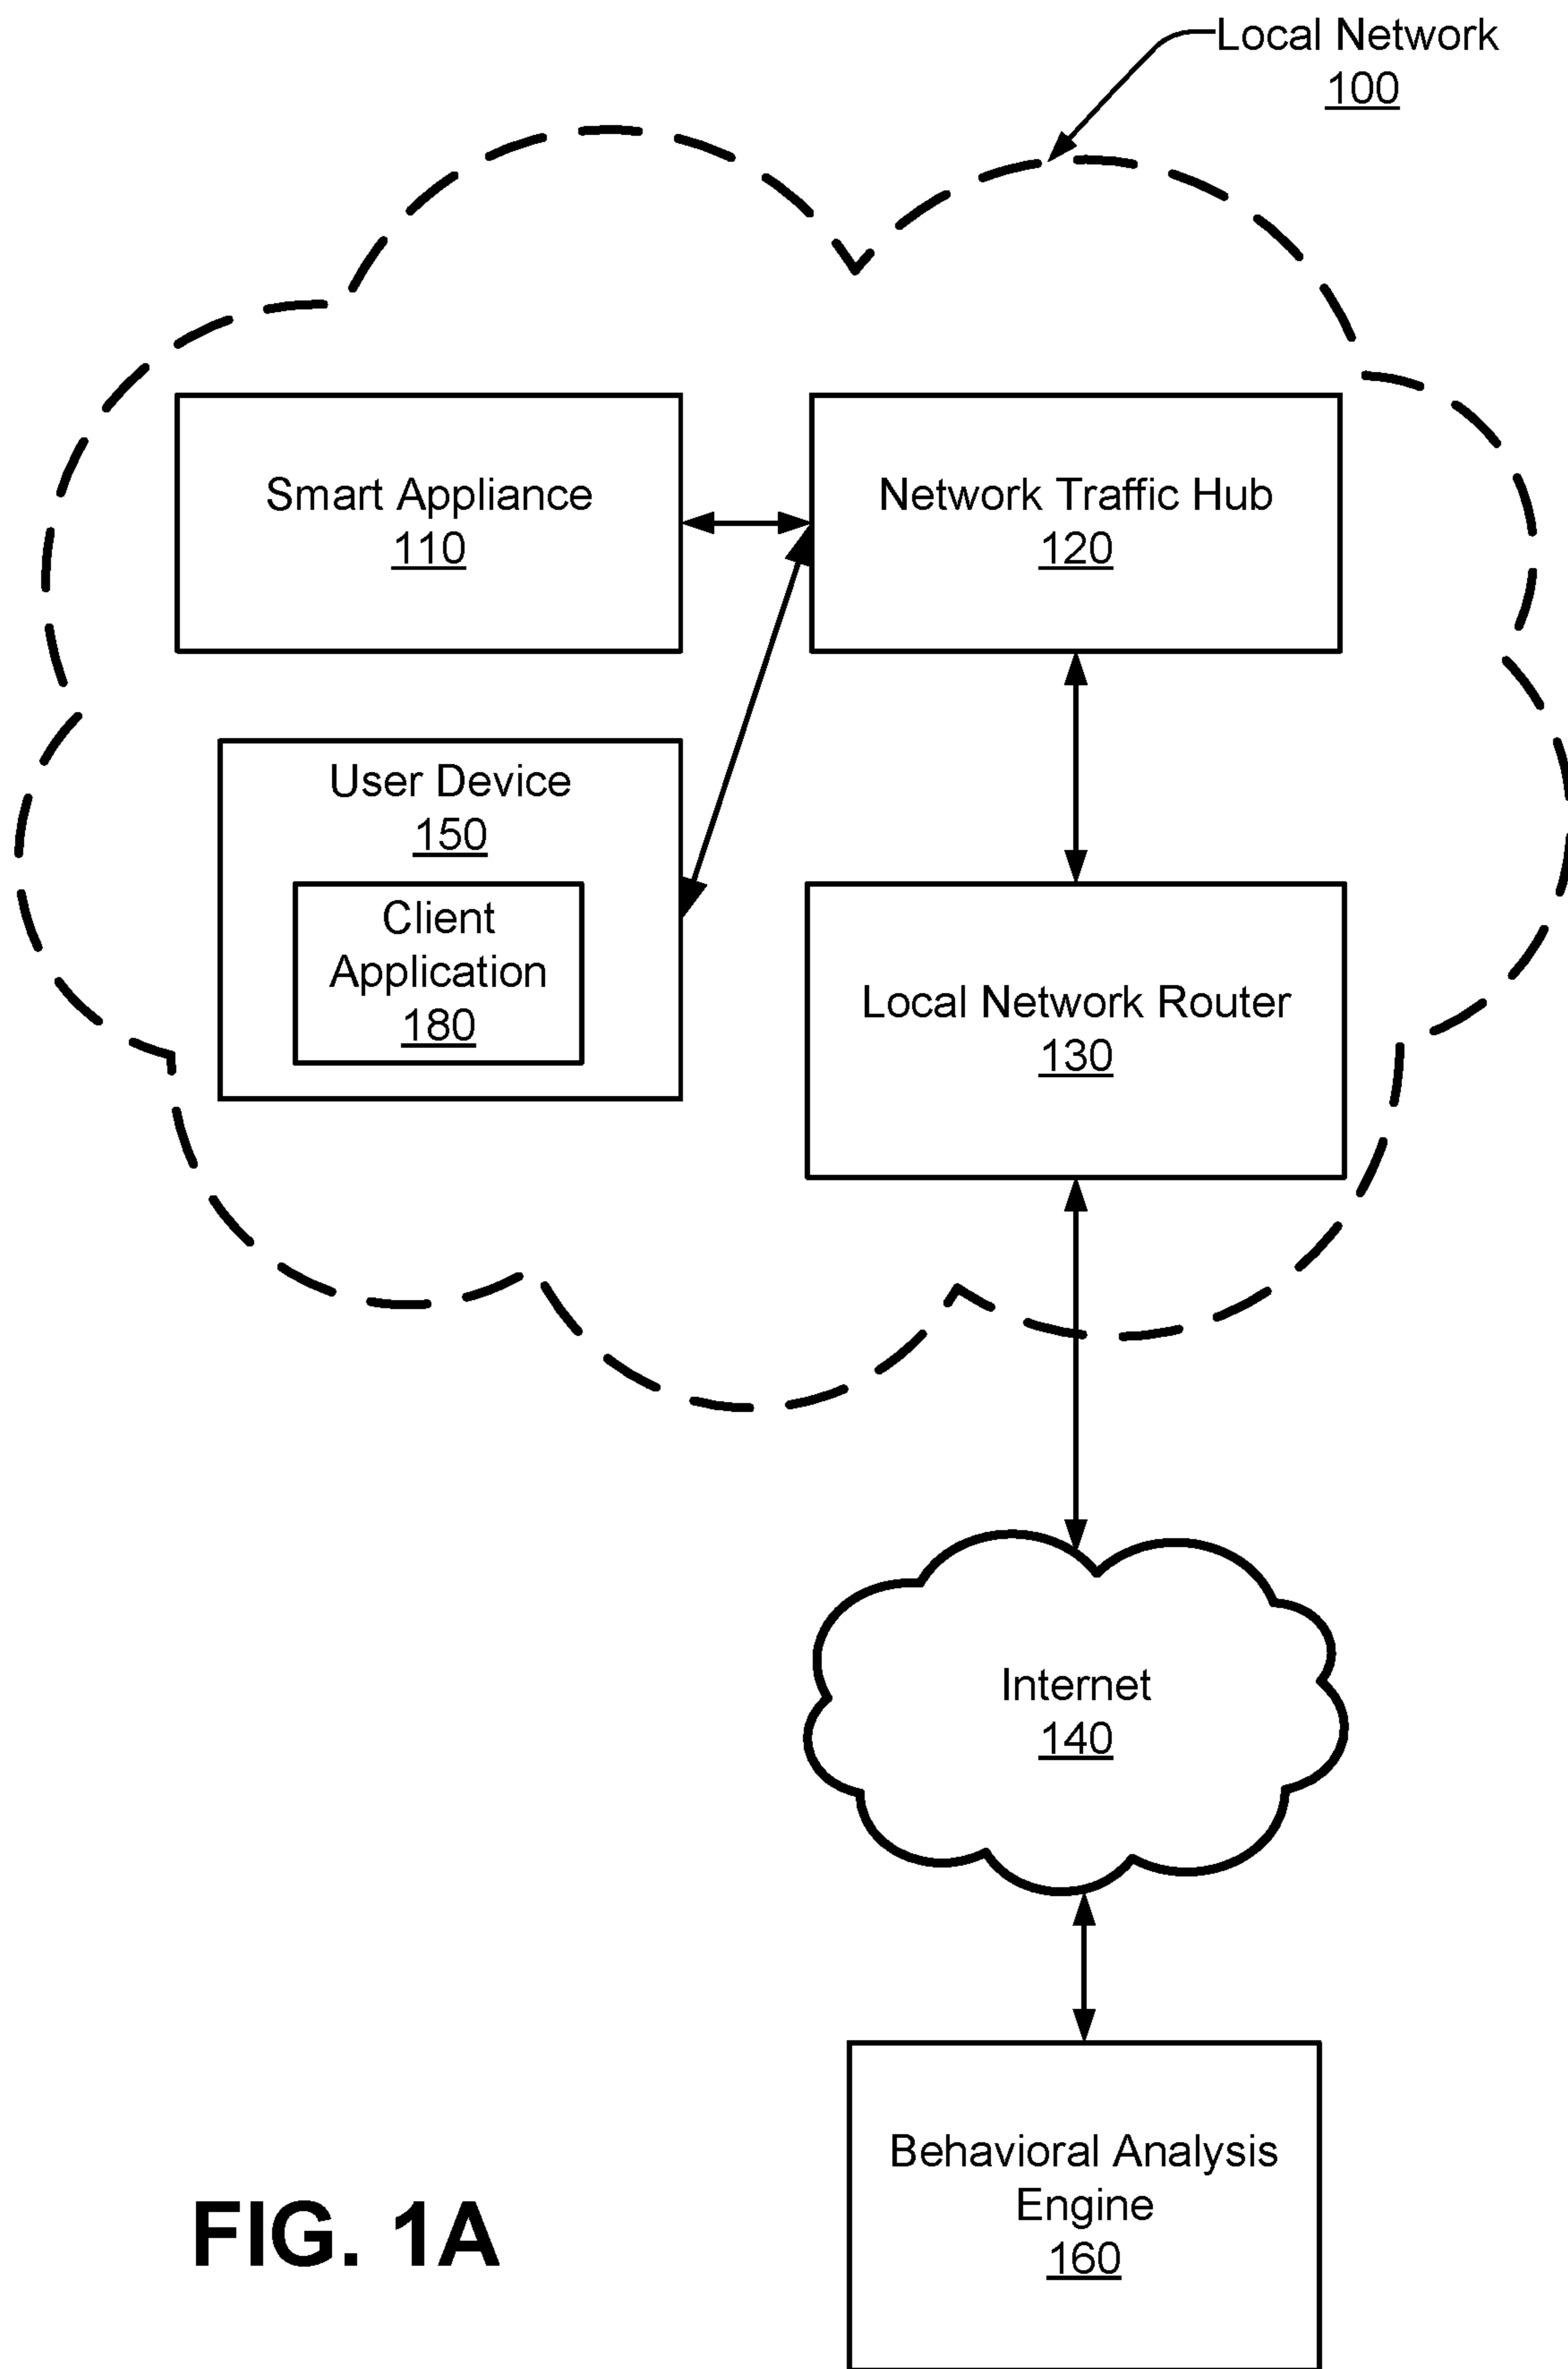 Local Network
100
Smart Appliance
110
Network Traffic Hub
120
User Device
150
Client
Application
180
Local Network Router
130
Internet
140
Behavioral Analysis
Engine
160
FIG. 1A